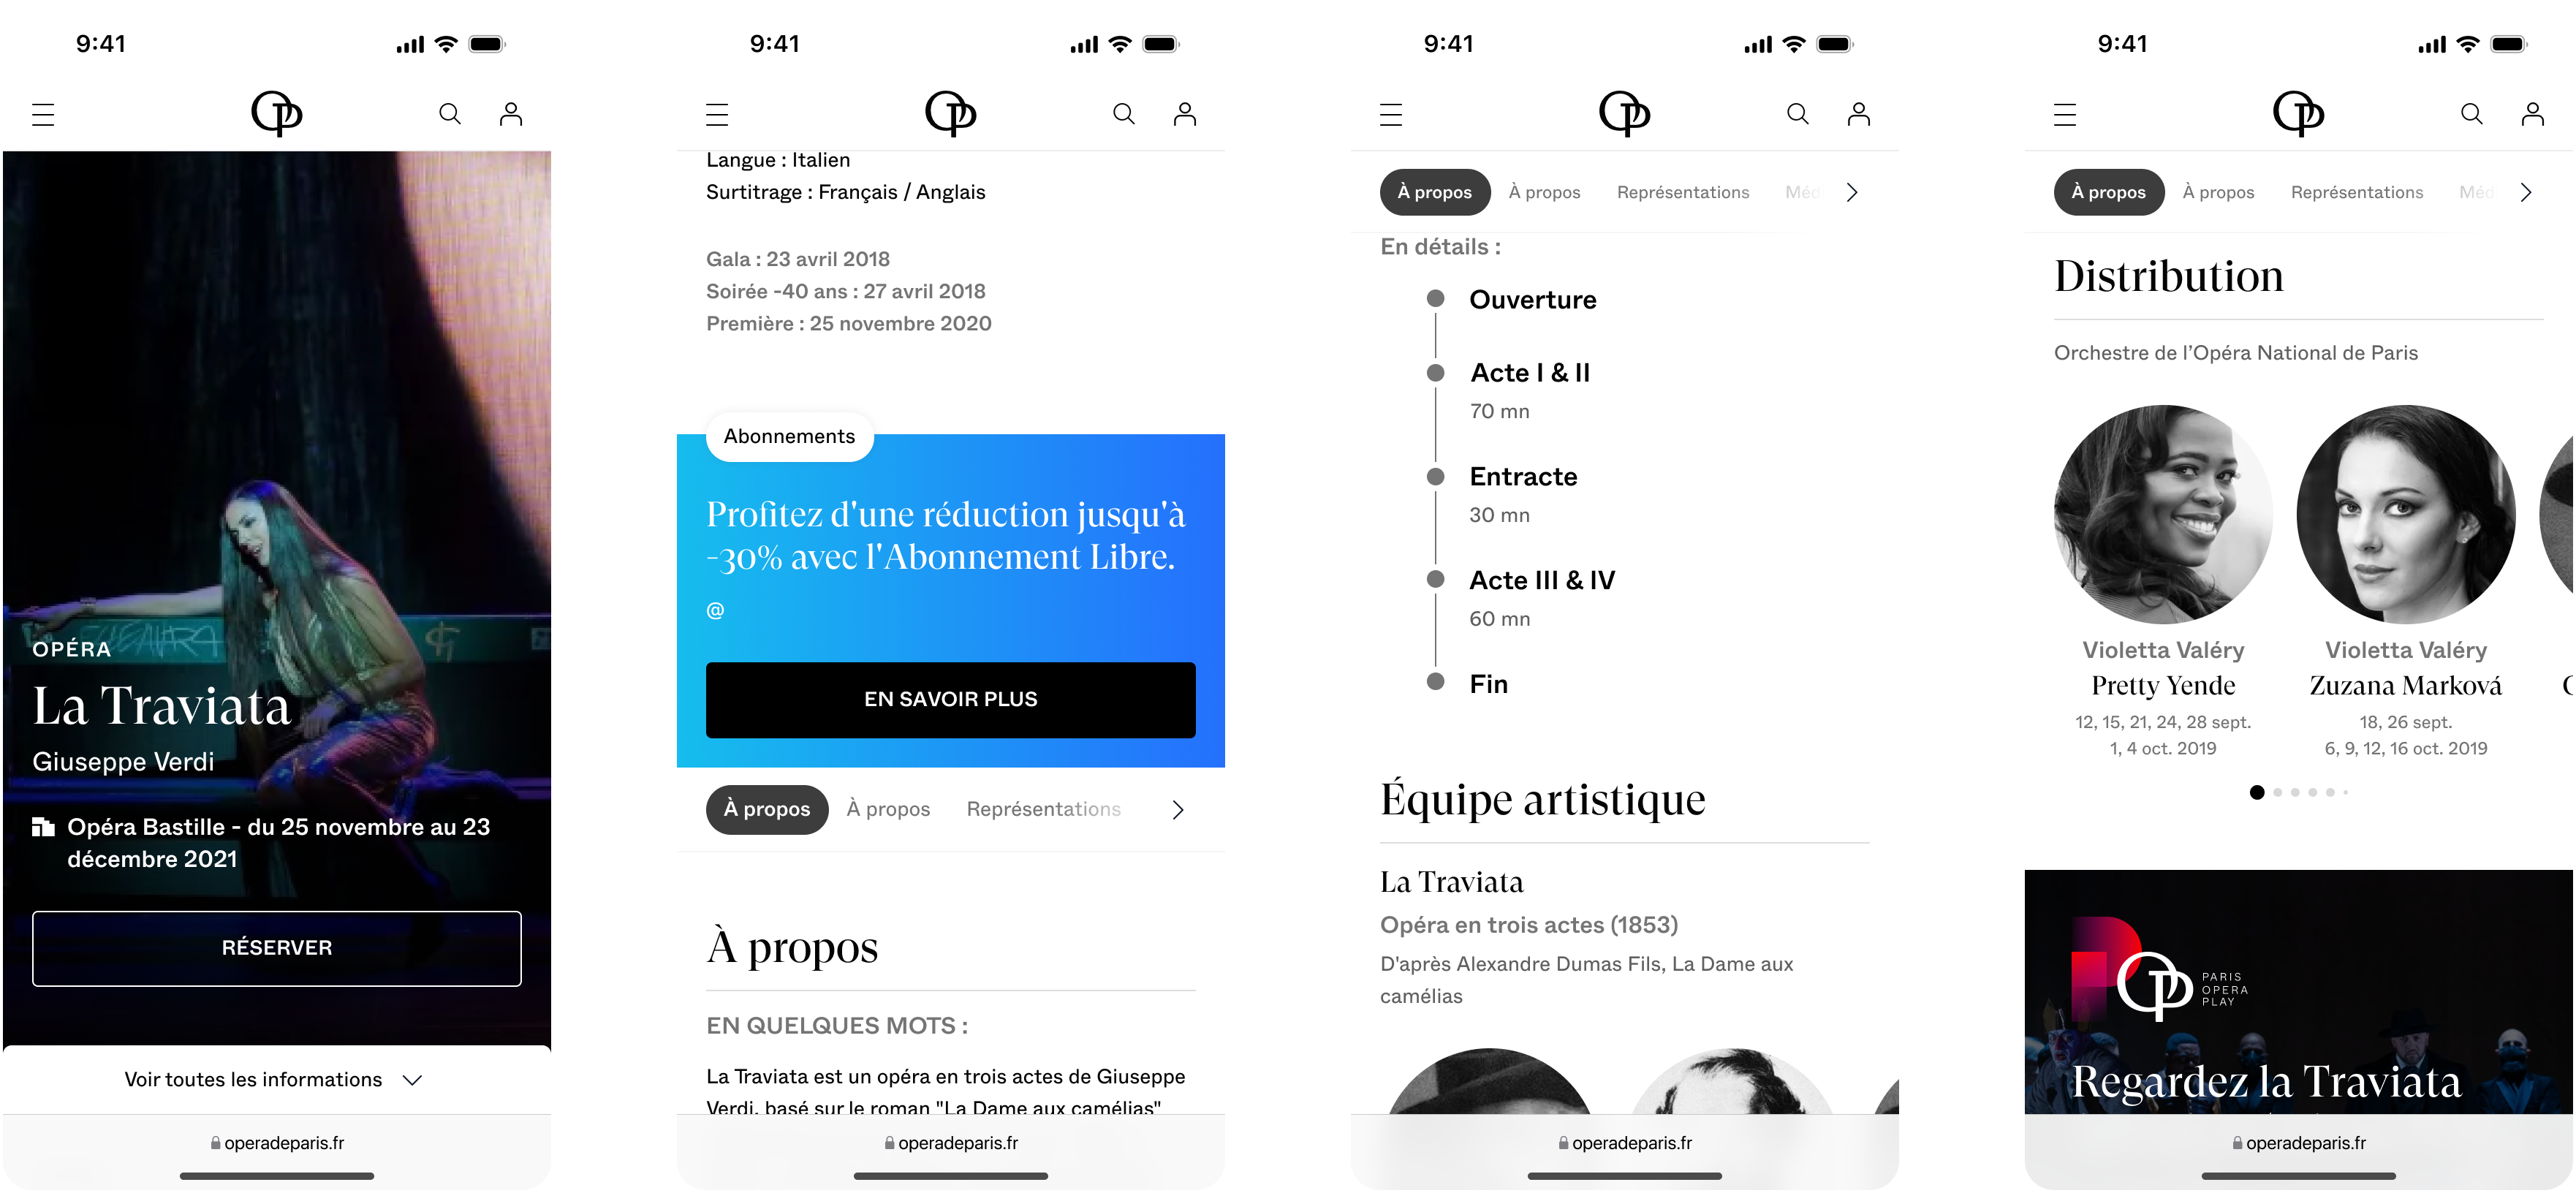 9:41
OPÉRA
La Traviata
Giuseppe Verdi
Opéra Bastille - du 25 novembre au 23
décembre 2021
RÉSERVER
Voir toutes les informations
operadeparis.fr
9:41
Langue : Italien
Surtitrage : Français / Anglais
Gala : 23 avril 2018
Soirée -40 ans : 27 avril 2018
Première : 25 novembre 2020
Abonnements
Profitez d'une réduction jusqu'à
-30% avec l'Abonnement Libre.
@
EN SAVOIR PLUS
À propos À propos Représentations
À propos
EN QUELQUES MOTS :
La Traviata est un opéra en trois actes de Giuseppe
Verdi, basé sur le roman "La Dame aux camélias"
operadeparis.fr
9:41
À propos À propos Représentations Méd
En détails :
Ouverture
Acte I & II
70 mn
Entracte
30 mn
Acte III & IV
60 mn
Fin
Équipe artistique
La Traviata
Opéra en trois actes (1853)
D'après Alexandre Dumas Fils, La Dame aux
camélias
operadeparis.fr
9:41
À propos À propos Représentations Méd
Distribution
Orchestre de l’Opéra National de Paris
Violetta Valéry
Pretty Yende
12, 15, 21, 24, 28 sept.
1, 4 oct. 2019
Violetta Valéry
Zuzana Marková
18, 26 sept.
6, 9, 12, 16 oct. 2019
PARIS
OPERA
PLAY
Regardez la Traviata
operadeparis.fr